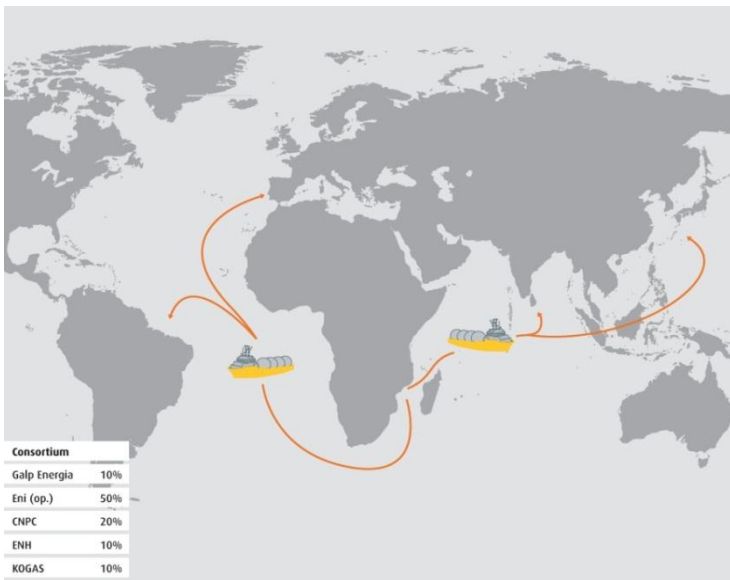 Consortium
Galp Energia 10%
Eni (op.) 50%
CNPC 20%
ENH 10%
KOGAS 10%